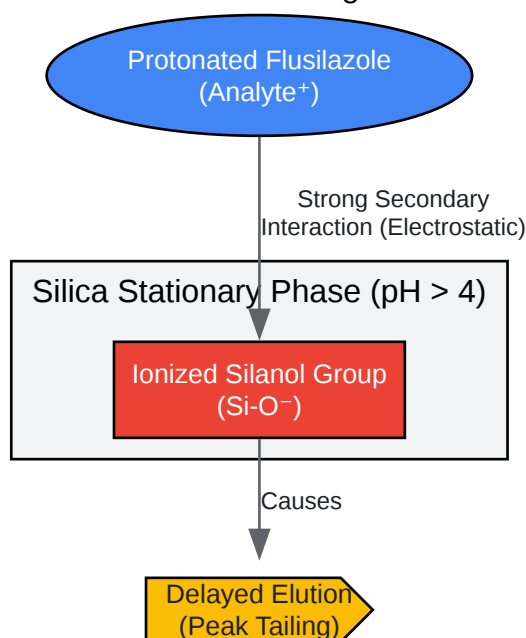 Protonated Flusilazole
(Analyte⁺)
Strong Secondary
Interaction (Electrostatic)
Silica Stationary Phase (pH > 4)
Ionized Silanol Group
(Si-O⁻)
Causes
Delayed Elution
(Peak Tailing)